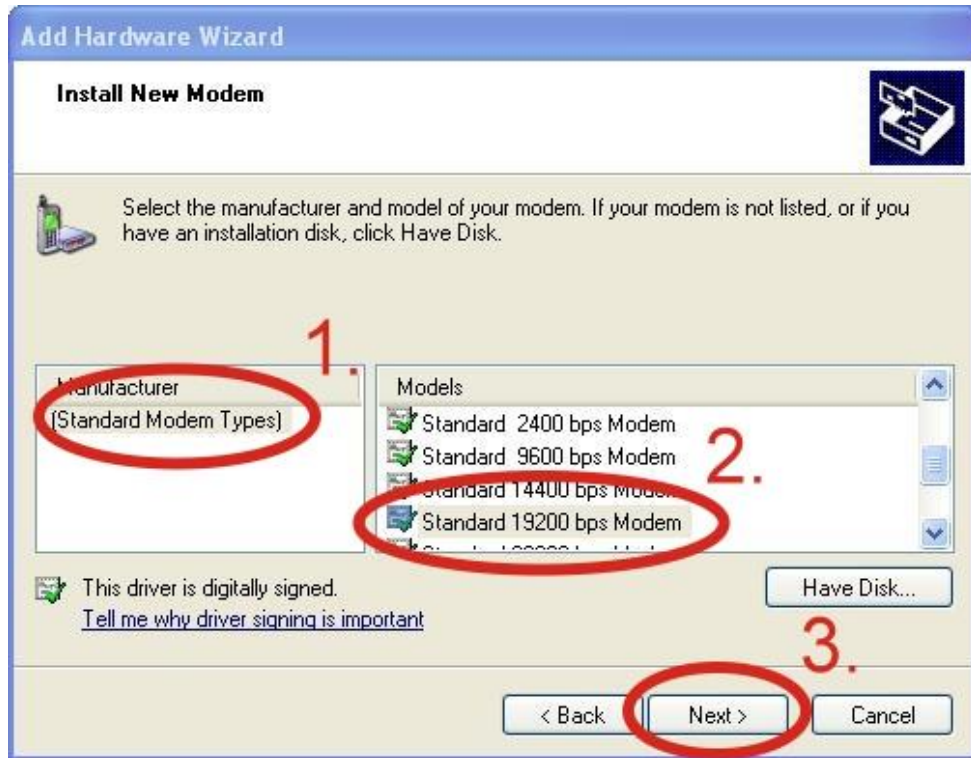 Add Hardware Wizard
Install New Modem
Select the manufacturer and model of your modem. If your modem is not listed, or if you
have an installation disk, click Have Disk.
1.
Manufacturer
(Standard Modem Types)
Models
Standard 2400 bps Modem
Standard 9600 bps Modem
2.
Standard 14400 bps Modem
Standard 19200 bps Modem
This driver is digitally signed.
Tell me why driver signing is important
Have Disk...
3.
< Back
Next >
Cancel